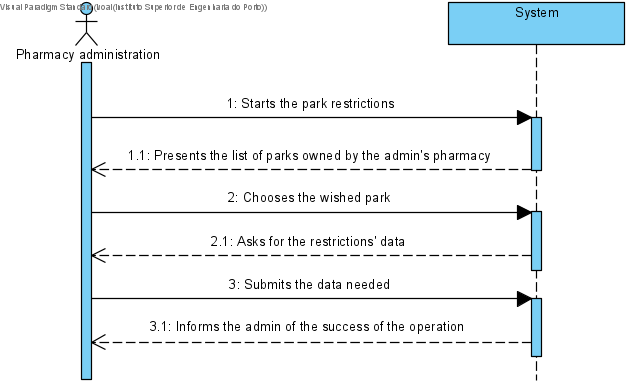 Visual Paradigm Standard(Joal(Instituto Superior de Engenharia do Porto))
System
Pharmacy administration
1: Starts the park restrictions
1.1: Presents the list of parks owned by the admin's pharmacy
2: Chooses the wished park
2.1: Asks for the restrictions' data
3: Submits the data needed
3.1: Informs the admin of the success of the operation